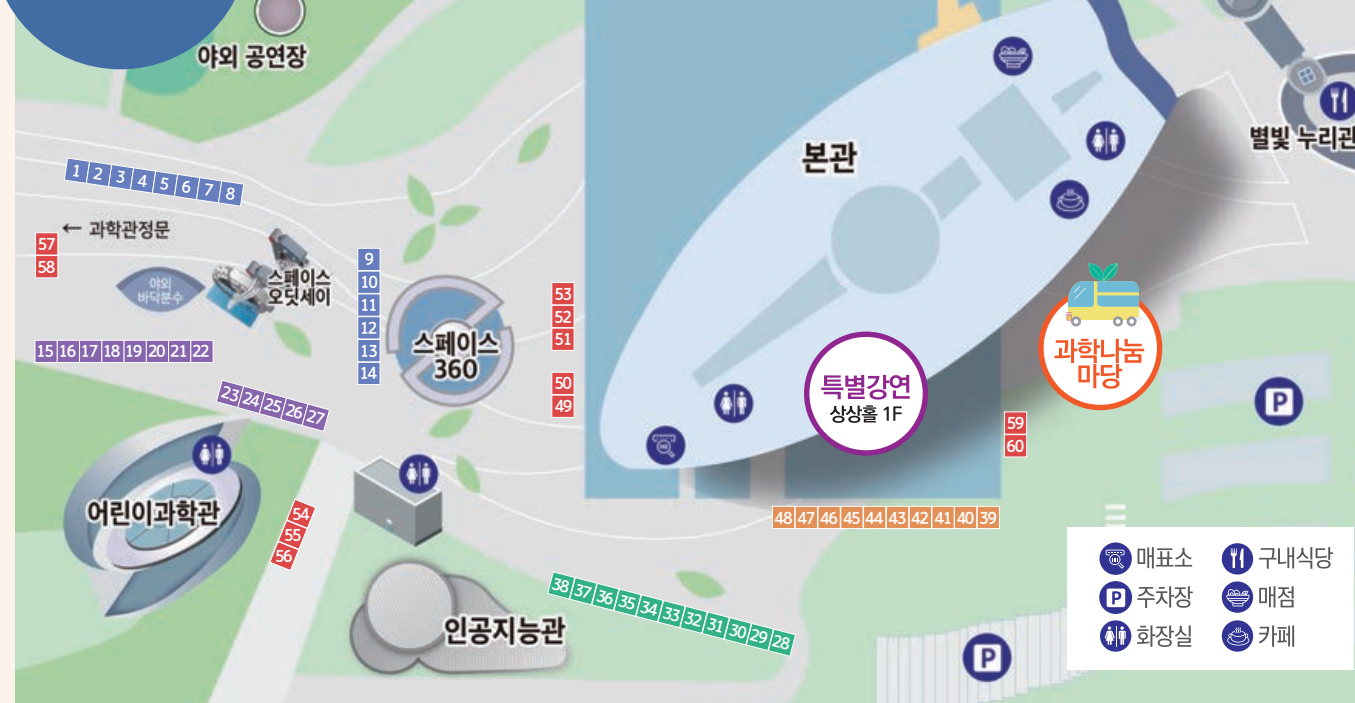 야외 공연장
본관
별빛 누리관
1 2 3 4 5 6 7 8
← 과학관정문
57
58
야외
바닥분수
스페이스
오딧세이
9
10
11
12
13
14
스페이스
360
53
52
51
50
49
15 16 17 18 19 20 21 22
23 24 25 26 27
특별강연
상상홀 1F
과학나눔
마당
P
59
60
어린이과학관
54
55
56
48 47 46 45 44 43 42 41 40 39
38 37 36 35 34 33 32 31 30 29 28
인공지능관
P
매표소
구내식당
P 주차장
매점
화장실
카페